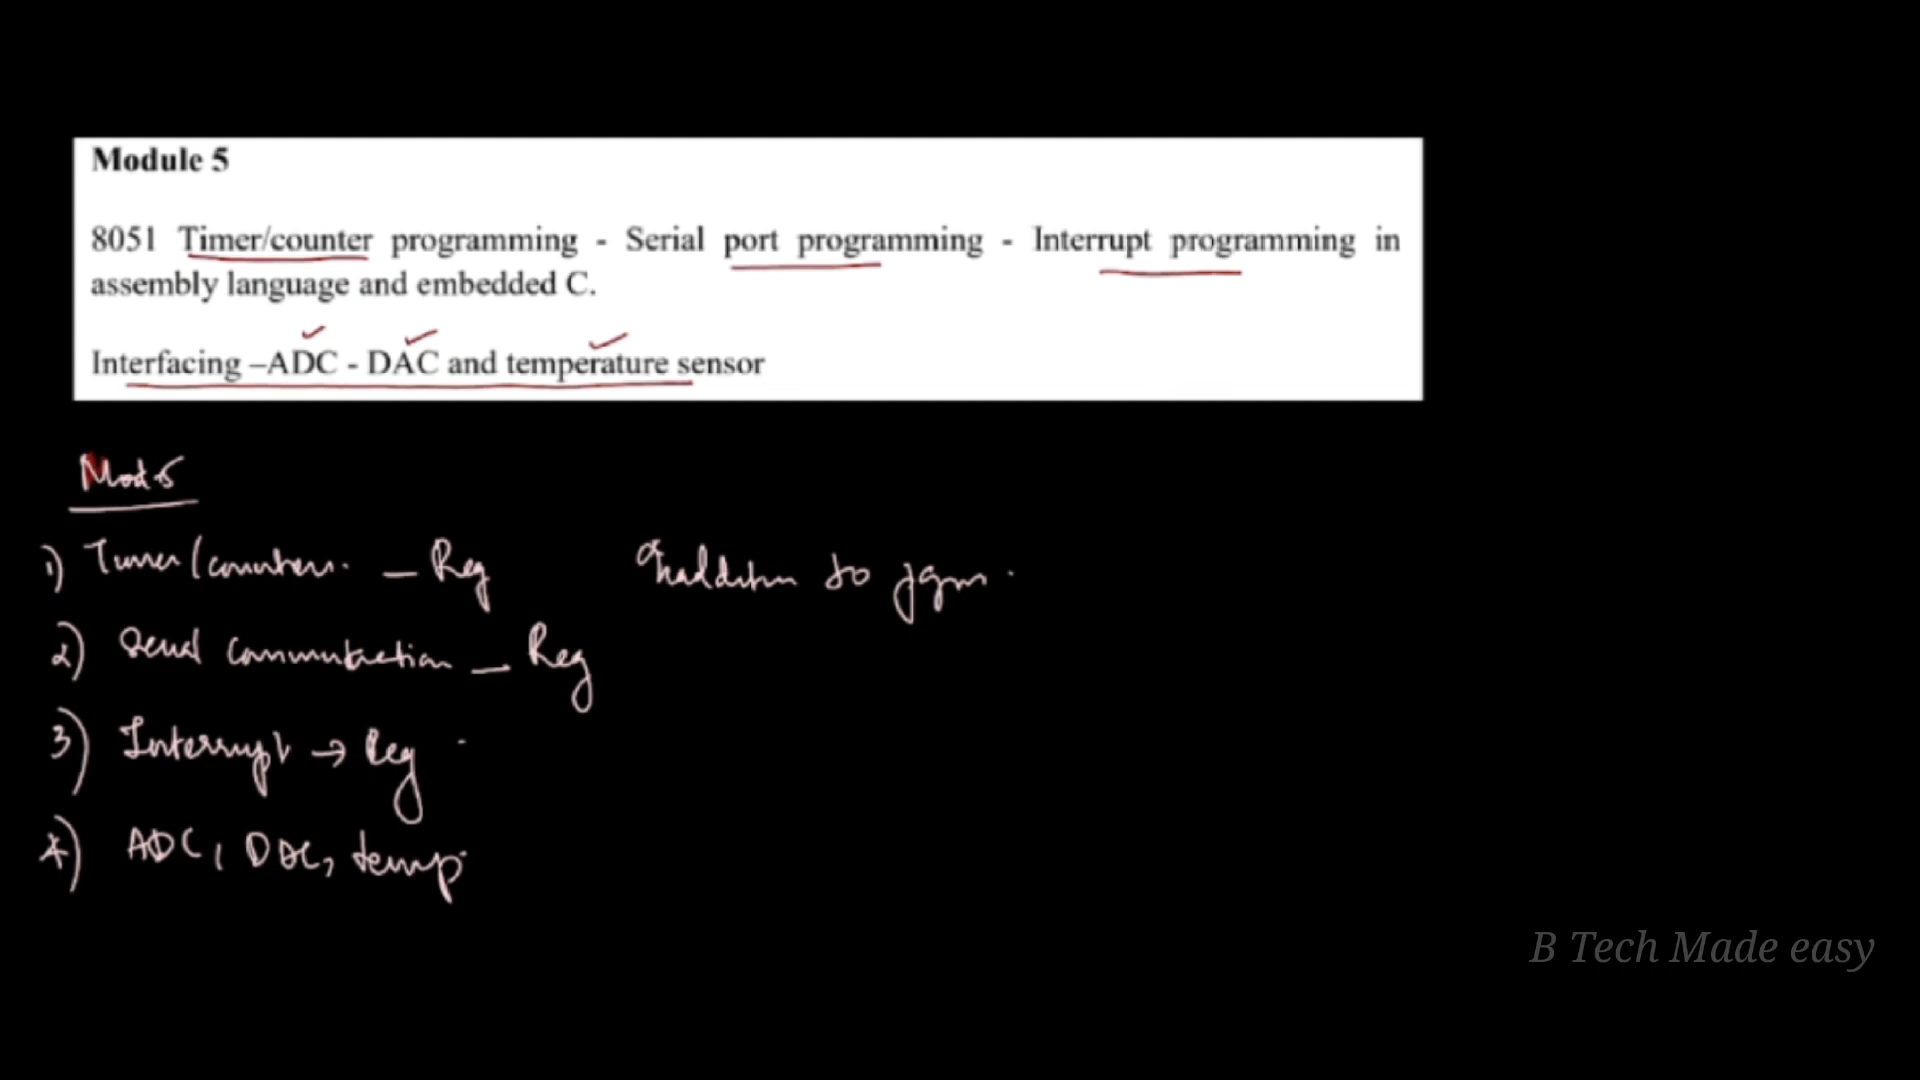 Module 5
8051 Timer/counter programming - Serial port programming - Interrupt programming in
assembly language and embedded C.
Interfacing –ADC - DAC and temperature sensor
Mod 5
1) Timer/counters. – Reg
to pgm.
2) Serial – Reg
3) Interrupt → Reg
4) ADC, DAC, temp
B Tech Made easy